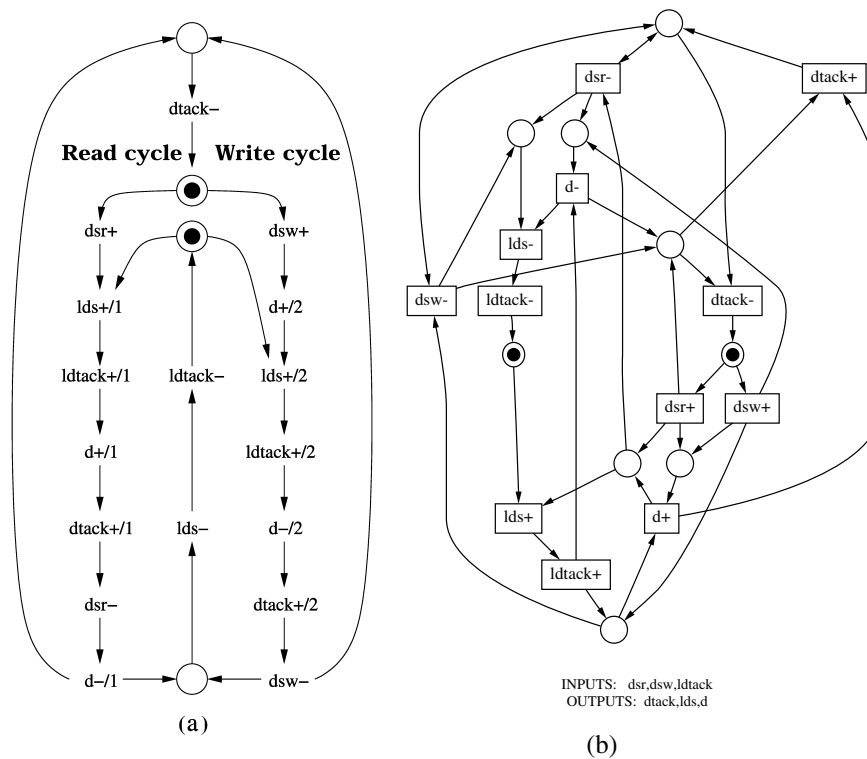 dtack−
Read cycle Write cycle
dsr+ dsw+
lds+/1 d+/2
ldtack+/1 ldtack− lds+/2
d+/1 ldtack+/2
dtack+/1 lds− d−/2
dsr− dtack+/2
d−/1 dsw−
(a)
dsr- dtack+
d-
lds-
dsw- ldtack- dtack-
dsr+ dsw+
lds+ d+
ldtack+
INPUTS: dsr,dsw,ldtack
OUTPUTS: dtack,lds,d
(b)